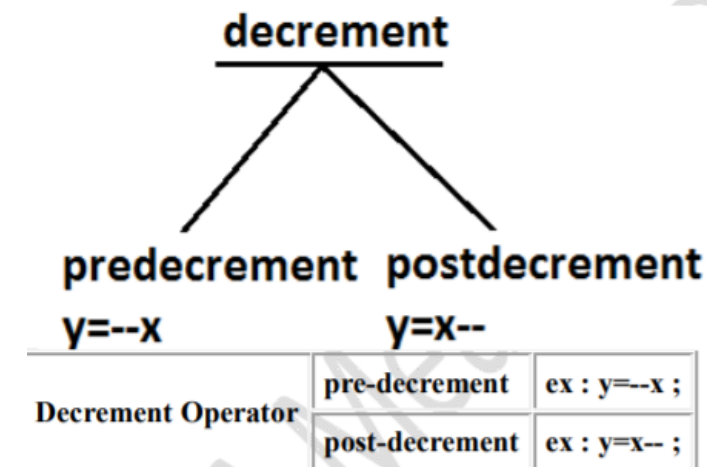 decrement
predecrement postdecrement
y=--x y=x--
Decrement Operator
pre-decrement ex : y=--x ;
post-decrement ex : y=x-- ;